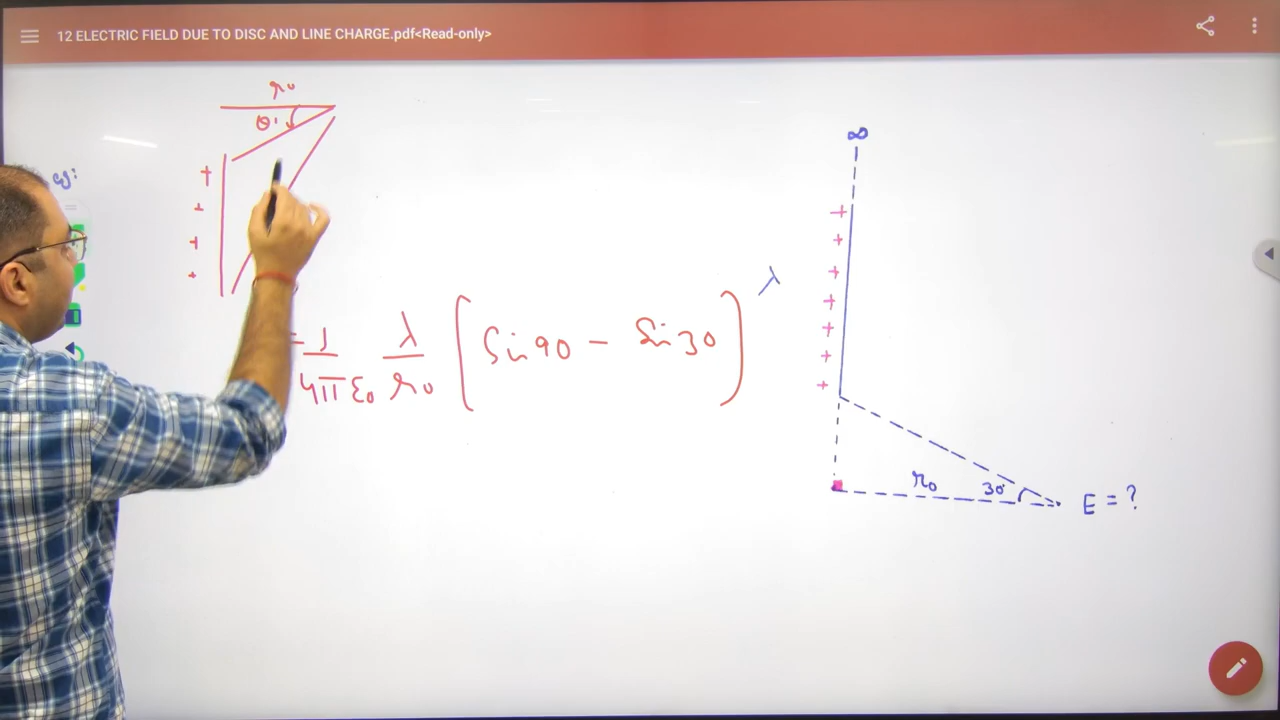 12 ELECTRIC FIELD DUE TO DISC AND LINE CHARGE.pdf<Read-only>
r₀
θ₁
+
+
+
+
= 1/4πε₀ λ/r₀ [Sin90 − Sin30]
∞
λ
+
+
+
+
+
+
+
r₀ 30° E = ?